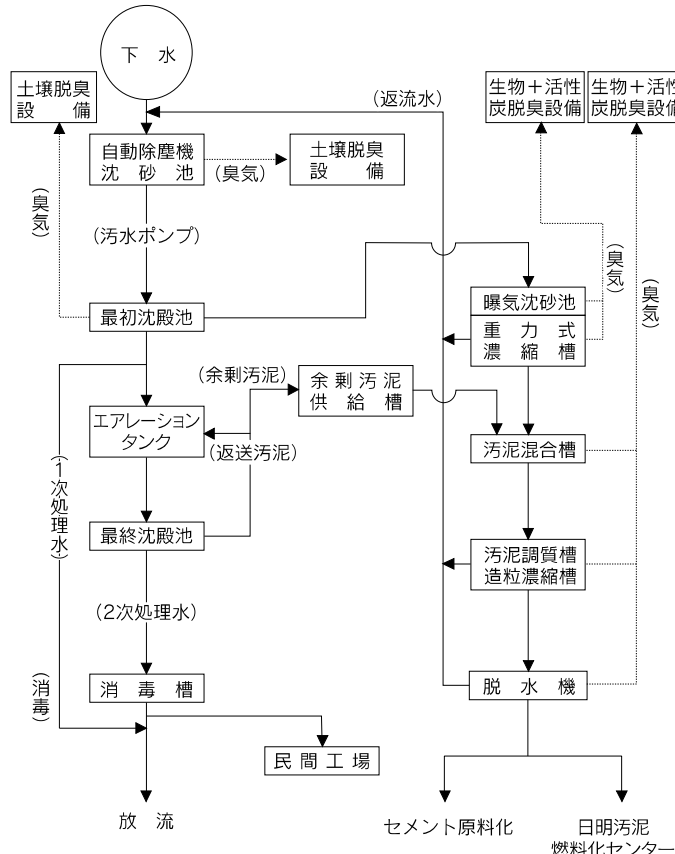 下 水
土壌脱臭
設 備
(返流水)
生物＋活性
炭脱臭設備
生物＋活性
炭脱臭設備
自動除塵機
沈 砂 池
(臭気)
土壌脱臭
設 備
(臭気)
(汚水ポンプ)
(臭気)
(臭気)
曝気沈砂池
最初沈殿池
重 力 式
濃 縮 槽
(余剰汚泥)
余 剰 汚 泥
供 給 槽
エアレーション
タンク
(返送汚泥)
汚泥混合槽
(1次処理水)
最終沈殿池
汚泥調質槽
造粒濃縮槽
(2次処理水)
(消毒)
消 毒 槽
脱 水 機
民 間 工 場
放 流
セメント原料化
日明汚泥
燃料化センター